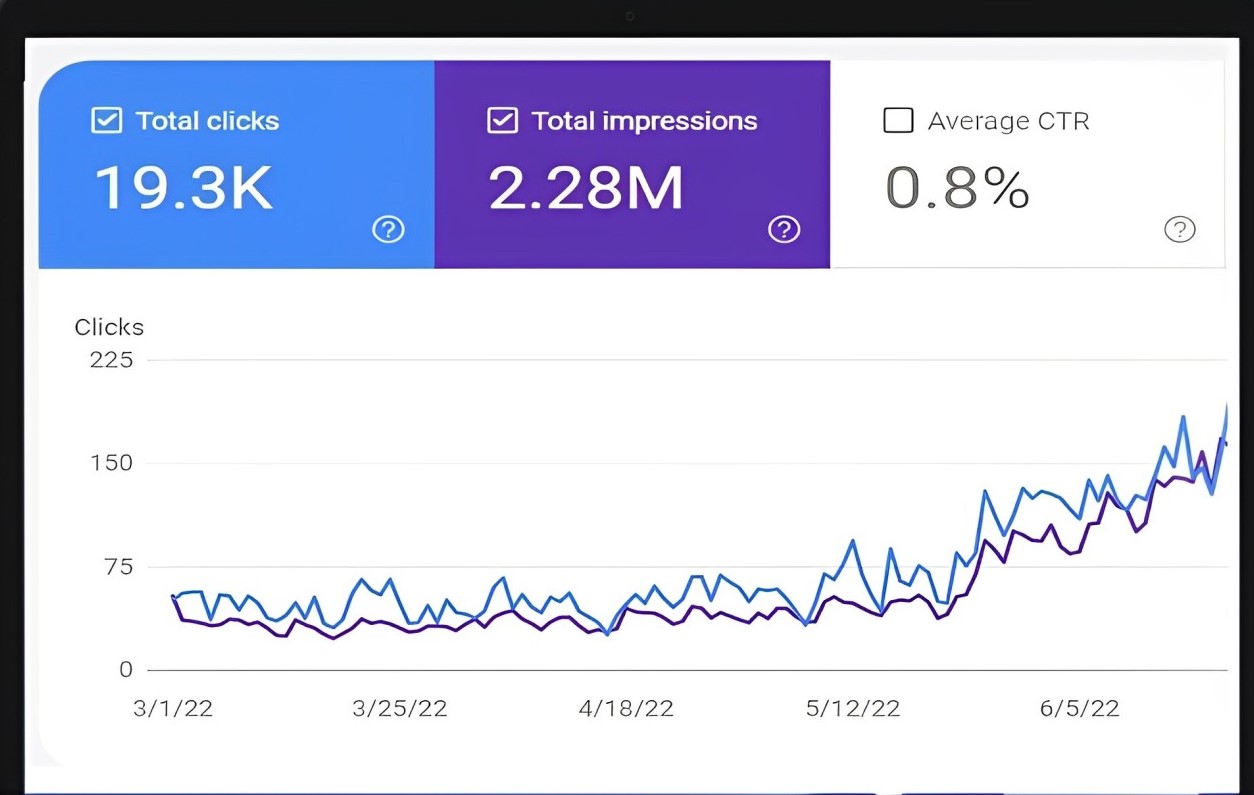 Total clicks
19.3K
Total impressions
2.28M
Average CTR
0.8%
Clicks
225
150
75
0
3/1/22 3/25/22 4/18/22 5/12/22 6/5/22